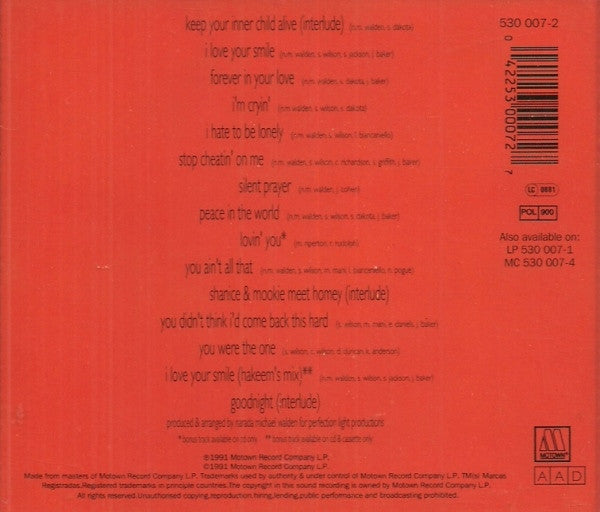 keep your inner child alive (interlude) (n.m. walden, s. dakota)
i love your smile (n.m. walden, s. wilson, s. jackson, j. baker)
forever in your love (n.m. walden, s. dakota, j. baker)
i'm cryin' (n.m. walden, s. wilson, s. dakota)
i hate to be lonely (n.m. walden, s. wilson, l. biancaniello)
stop cheatin' on me (n.m. walden, s. wilson, c. richardson, s. griffith, j. baker)
silent prayer (n.m. walden, j. cohen)
peace in the world (n.m. walden, s. wilson, s. dakota, j. baker)
lovin' you* (m. riperton, r. rudolph)
you ain't all that (n.m. walden, s. wilson, m. mani, l. biancaniello, n. pogue)
shanice & mookie meet homey (interlude)
you didn't think i'd come back this hard (s. wilson, m. mani, e. daniels, j. baker)
you were the one (s. wilson, c. wilson, d. duncan, k. anderson)
i love your smile (hakeem's mix)** (n.m. walden, s. wilson, s. jackson, j. baker)
goodnight (interlude)
produced & arranged by narada michael walden for perfection light productions
* bonus track available on cd only ** bonus track available on cd & cassette only
℗1991 Motown Record Company L.P.
©1991 Motown Record Company L.P.
Made from masters of Motown Record Company L.P. Trademarks used by authority & under control of Motown Record Company L.P. TM(s) Marcas
Registradas. Registered trademarks in principle countries. The Copyright in this sound recording is owned by Motown Record Company L.P.
All rights reserved. Unauthorised copying, reproduction, hiring, lending, public performance and broadcasting prohibited.
530 007-2
0 42253 00072 7
LC 0881
POL 900
Also available on:
LP 530 007-1
MC 530 007-4
MOTOWN
A A D